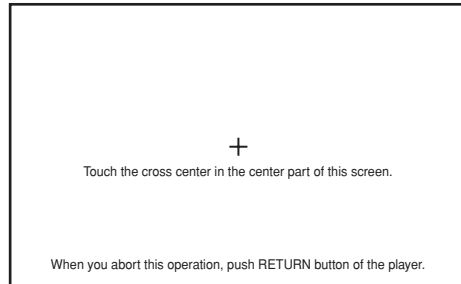 Touch the cross center in the center part of this screen.
When you abort this operation, push RETURN button of the player.